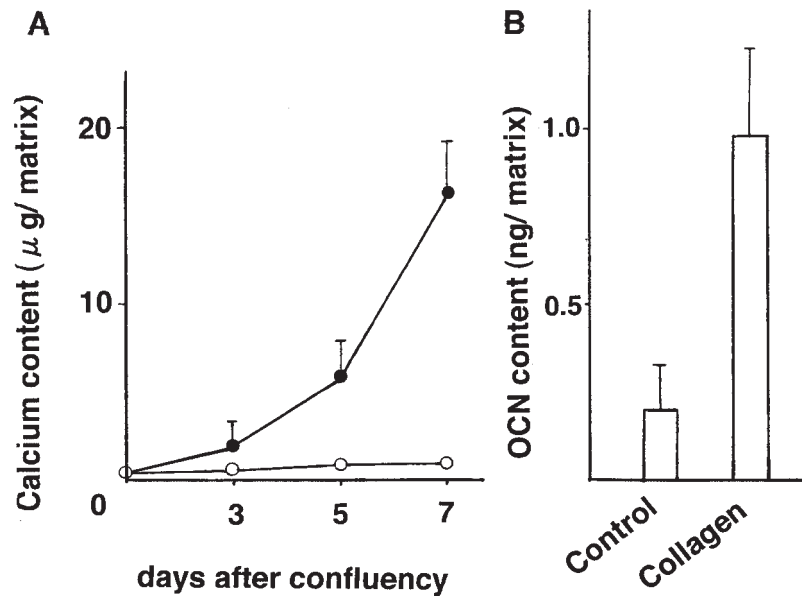 A
Calcium content ( μ g/ matrix)
20
10
0
3
5
7
days after confluency
B
OCN content (ng/ matrix)
1.0
0.5
Control
Collagen